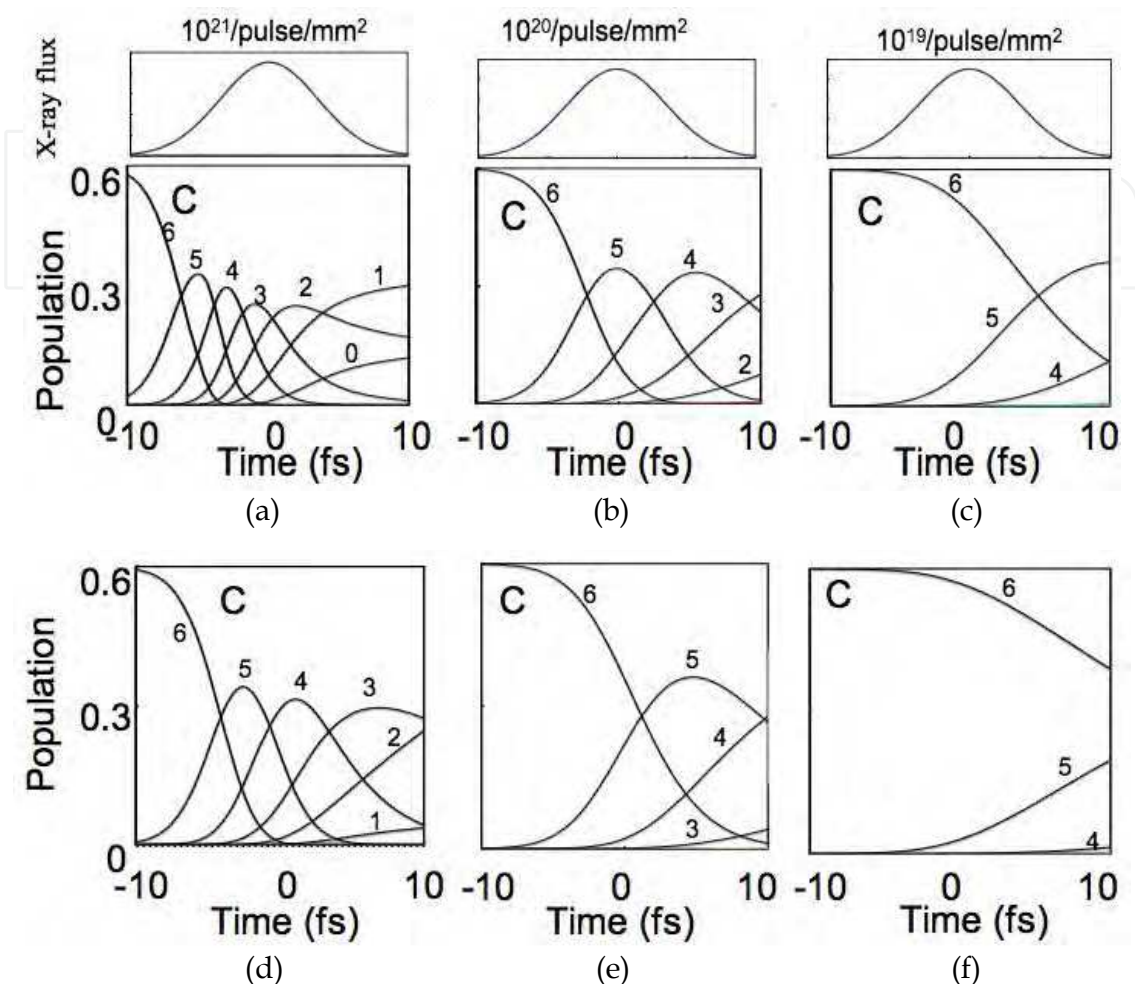 10²¹/pulse/mm²
10²⁰/pulse/mm²
10¹⁹/pulse/mm²
X-ray flux
Population
0.6
0.3
0
C
6
5
4
3
2
1
0
C
6
5
4
3
2
C
6
5
4
-10 0 10
-10 0 10
-10 0 10
Time (fs)
Time (fs)
Time (fs)
(a)
(b)
(c)
Population
0.6
0.3
0
C
6
5
4
3
2
1
C
6
5
4
3
C
6
5
4
-10 0 10
-10 0 10
-10 0 10
Time (fs)
Time (fs)
Time (fs)
(d)
(e)
(f)